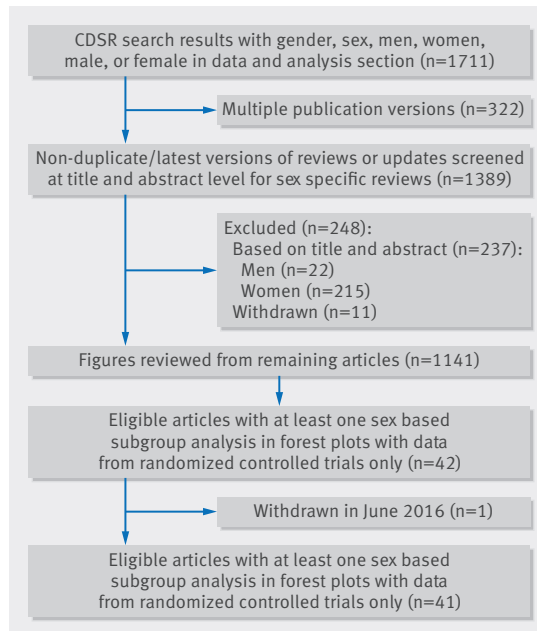 CDSR search results with gender, sex, men, women,
male, or female in data and analysis section (n=1711)
Multiple publication versions (n=322)
Non-duplicate/latest versions of reviews or updates screened
at title and abstract level for sex specific reviews (n=1389)
Excluded (n=248):
Based on title and abstract (n=237):
Men (n=22)
Women (n=215)
Withdrawn (n=11)
Figures reviewed from remaining articles (n=1141)
Eligible articles with at least one sex based
subgroup analysis in forest plots with data
from randomized controlled trials only (n=42)
Withdrawn in June 2016 (n=1)
Eligible articles with at least one sex based
subgroup analysis in forest plots with data
from randomized controlled trials only (n=41)